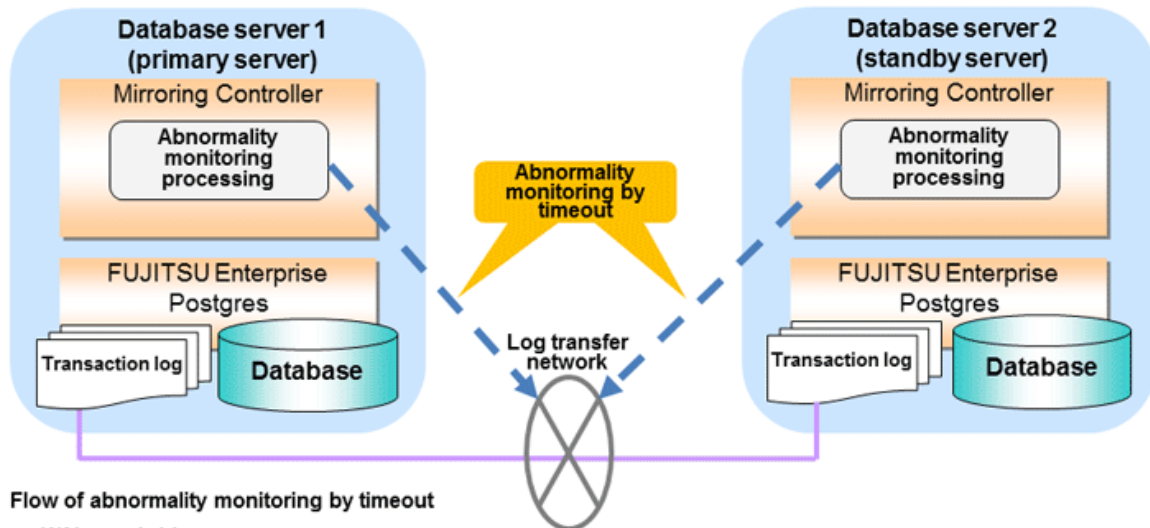 Database server 1
(primary server)
Mirroring Controller
Abnormality
monitoring
processing
FUJITSU Enterprise
Postgres
Transaction log
Database
Abnormality
monitoring by
timeout
Log transfer
network
Database server 2
(standby server)
Mirroring Controller
Abnormality
monitoring
processing
FUJITSU Enterprise
Postgres
Transaction log
Database
Flow of abnormality monitoring by timeout